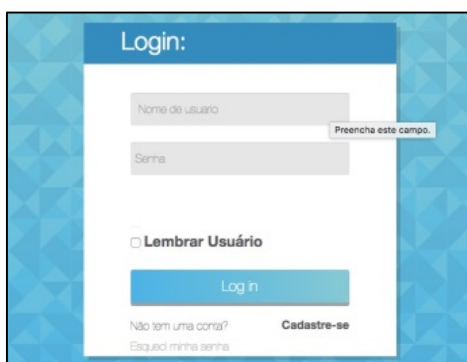 Login:
Nome de usuario
Preencha este campo.
Senha
Lembrar Usuário
Log in
Não tem uma conta? Cadastre-se
Esqueci minha senha